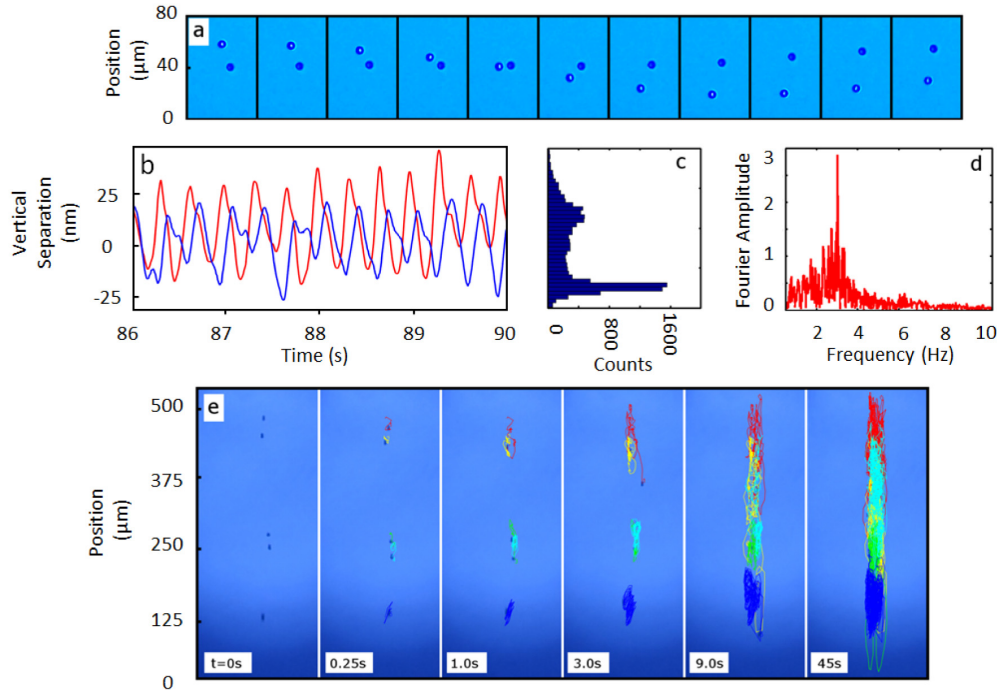 a
80
40
0
Position
(μm)
b
25
0
-25
Vertical
Separation
(nm)
86
87
88
89
90
Time (s)
c
0
800
1600
Counts
d
3
2
1
0
Fourier Amplitude
2
4
6
8
10
Frequency (Hz)
e
500
375
250
125
0
Position
(μm)
t=0s
0.25s
1.0s
3.0s
9.0s
45s